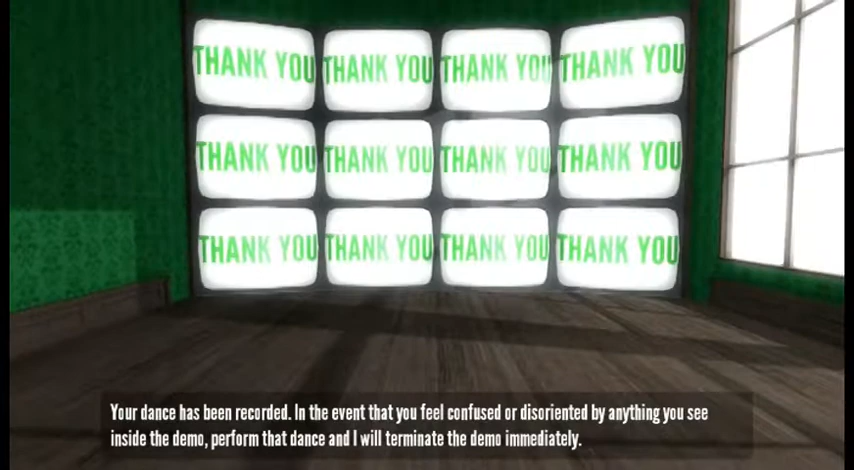 THANK YOU THANK YOU THANK YOU THANK YOU
THANK YOU THANK YOU THANK YOU THANK YOU
THANK YOU THANK YOU THANK YOU THANK YOU
Your dance has been recorded. In the event that you feel confused or disoriented by anything you see
inside the demo, perform that dance and I will terminate the demo immediately.